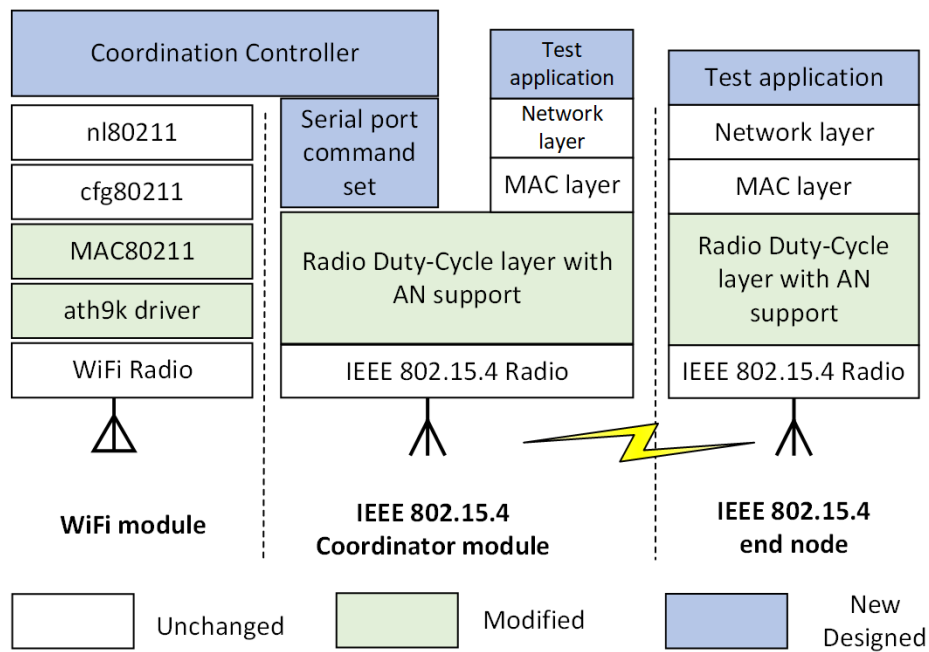 Coordination Controller
nl80211
cfg80211
MAC80211
ath9k driver
WiFi Radio
WiFi module
Serial port
command
set
Test
application
Network
layer
MAC layer
Radio Duty-Cycle layer with
AN support
IEEE 802.15.4 Radio
IEEE 802.15.4
Coordinator module
Test application
Network layer
MAC layer
Radio Duty-Cycle
layer with AN
support
IEEE 802.15.4 Radio
IEEE 802.15.4
end node
Unchanged
Modified
New
Designed